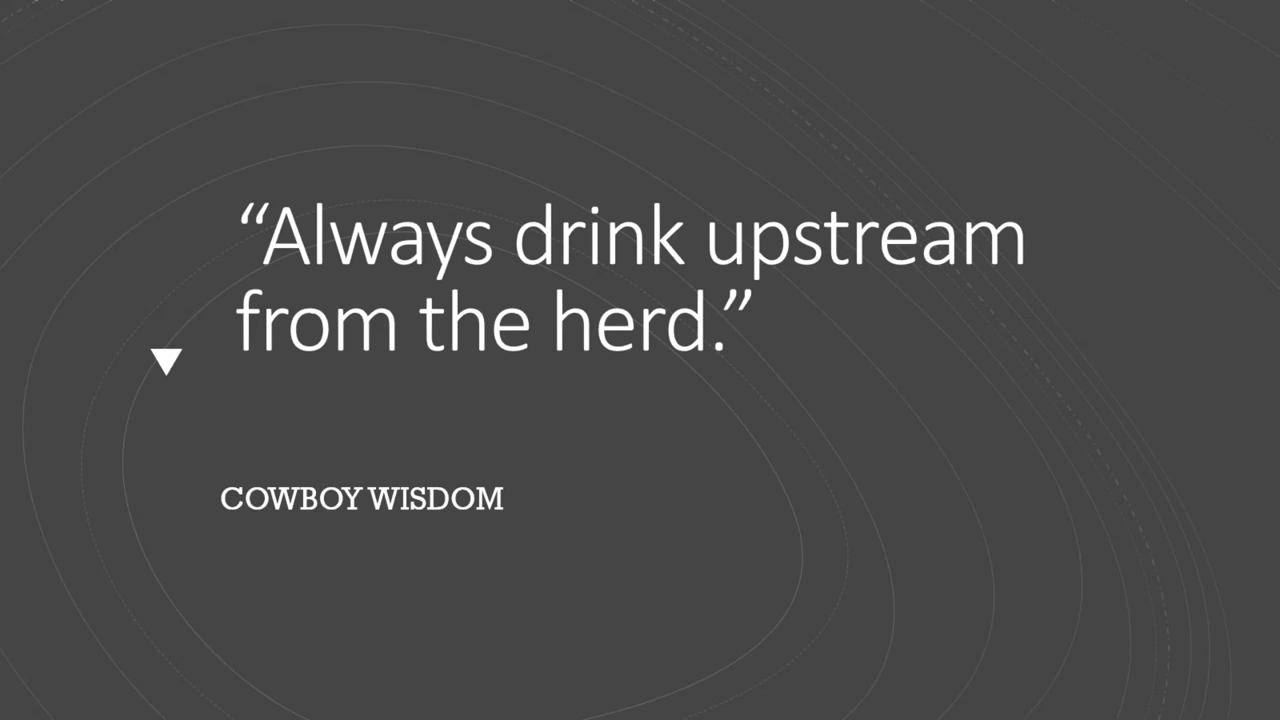 “Always drink upstream
from the herd.”
COWBOY WISDOM